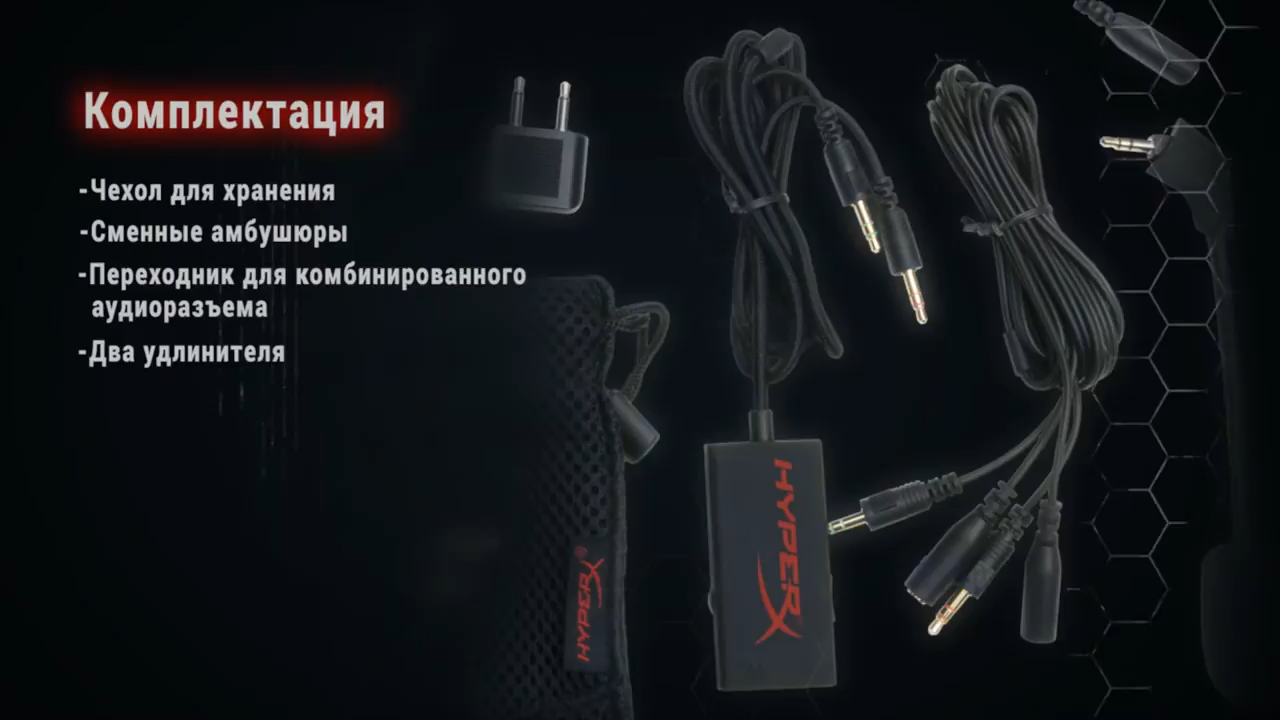 Комплектация
-Чехол для хранения
-Сменные амбушюры
-Переходник для комбинированного
аудиоразъема
-Два удлинителя
HYPERX
HYPERX